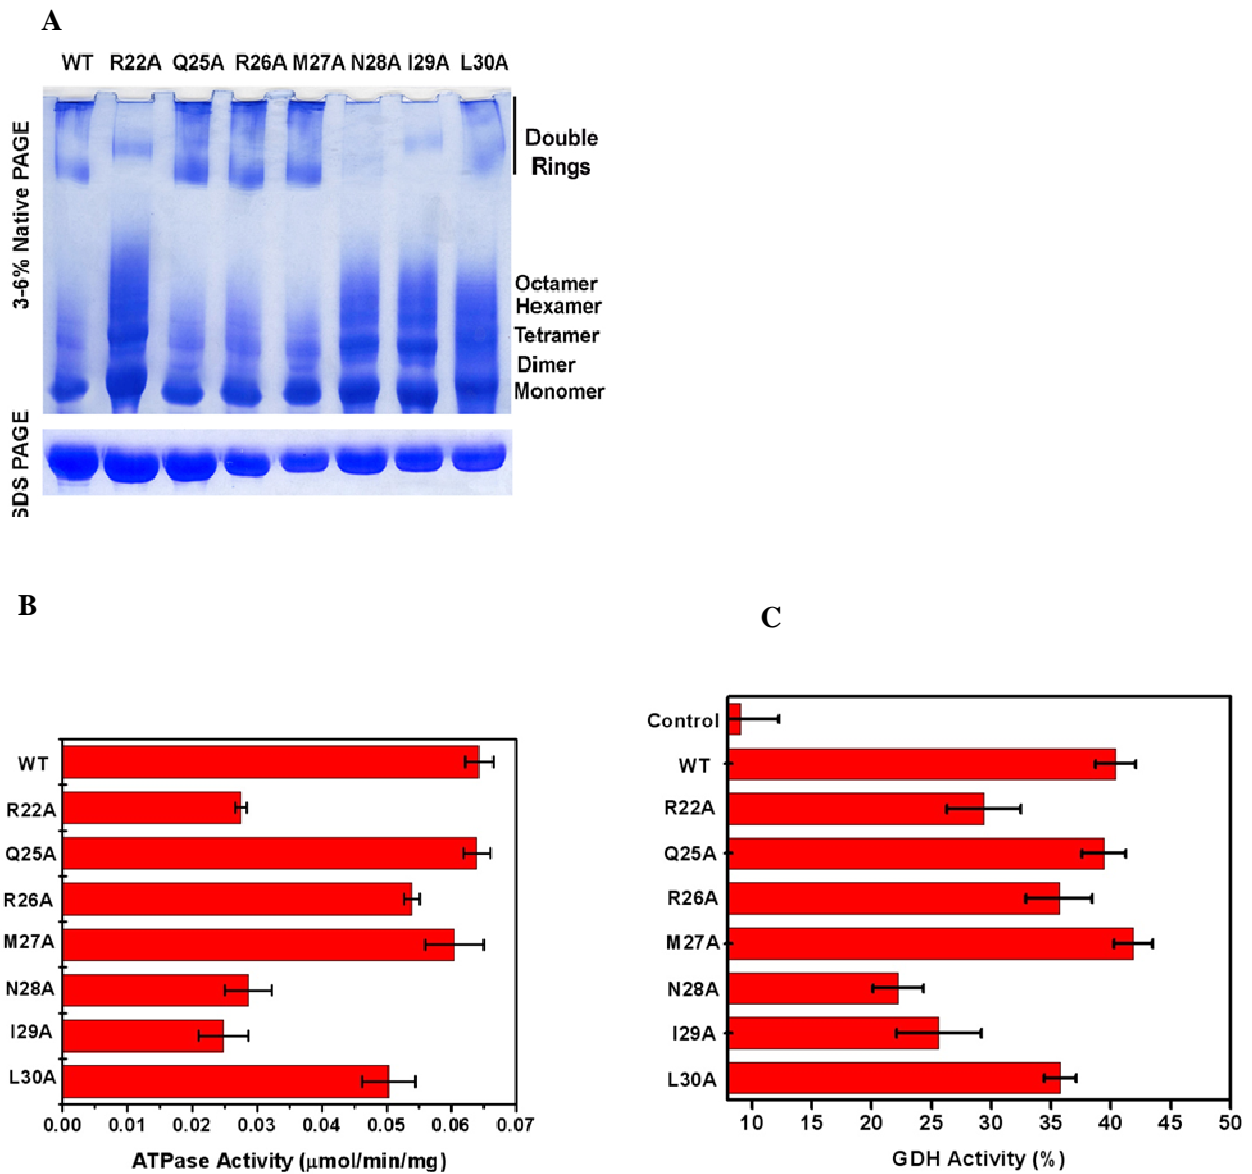 A
WT R22A Q25A R26A M27A N28A I29A L30A
3-6% Native PAGE
Double
Rings
Octamer
Hexamer
Tetramer
Dimer
Monomer
SDS PAGE
B
WT
R22A
Q25A
R26A
M27A
N28A
I29A
L30A
0.00 0.01 0.02 0.03 0.04 0.05 0.06 0.07
ATPase Activity (μmol/min/mg)
C
Control
WT
R22A
Q25A
R26A
M27A
N28A
I29A
L30A
10 15 20 25 30 35 40 45 50
GDH Activity (%)